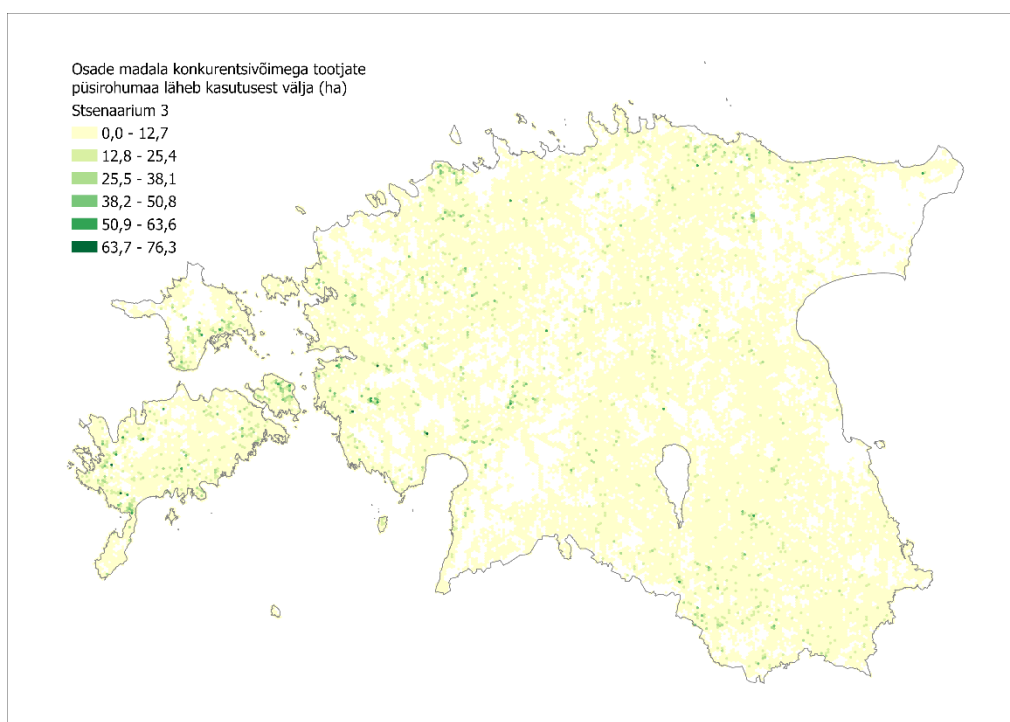 Osade madala konkurentsivõimega tootjate
püsirohumaa läheb kasutusest välja (ha)
Stsenaarium 3
0,0 - 12,7
12,8 - 25,4
25,5 - 38,1
38,2 - 50,8
50,9 - 63,6
63,7 - 76,3